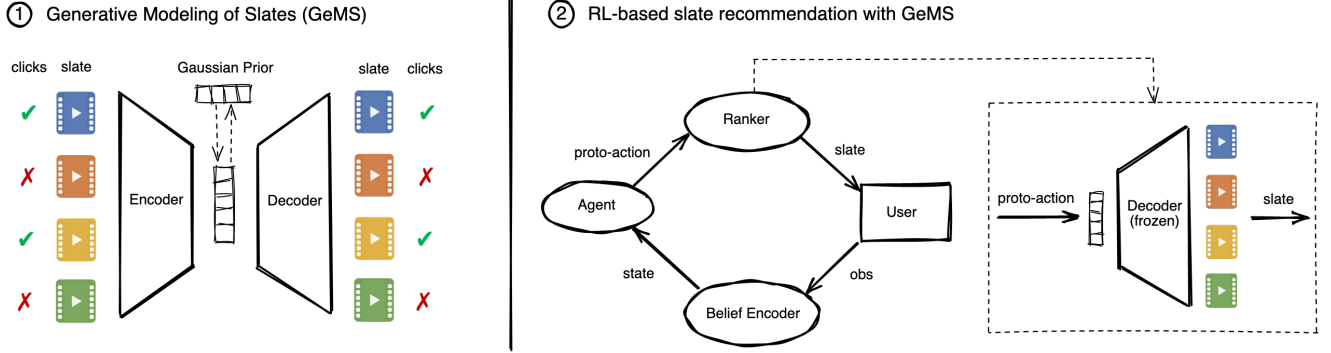 1 Generative Modeling of Slates (GeMS)
clicks slate Gaussian Prior slate clicks
Encoder Decoder
2 RL-based slate recommendation with GeMS
Ranker
proto-action slate
Agent User
state obs
Belief Encoder
proto-action Decoder slate
(frozen)